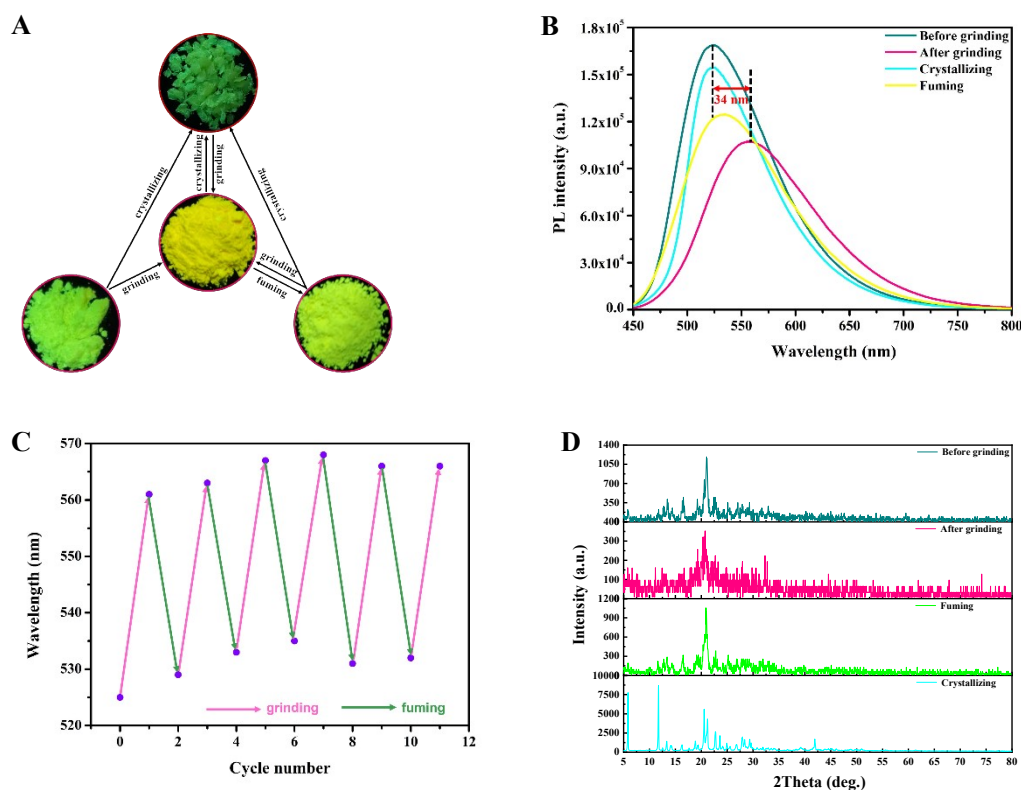 A
crystallizing
crystallizing
grinding
crystallizing
grinding
grinding
fuming
B
PL intensity (a.u.)
1.8x10⁵
1.5x10⁵
1.2x10⁵
9.0x10⁴
6.0x10⁴
3.0x10⁴
0.0
Before grinding
After grinding
Crystallizing
Fuming
34 nm
450 500 550 600 650 700 750 800
Wavelength (nm)
C
Wavelength (nm)
570
560
550
540
530
520
grinding fuming
0 2 4 6 8 10 12
Cycle number
D
Intensity (a.u.)
1400
1050
700
350
Before grinding
400
300
200
100
After grinding
1200
900
600
300
Fuming
10000
7500
5000
2500
0
Crystallizing
5 10 15 20 25 30 35 40 45 50 55 60 65 70 75 80
2Theta (deg.)